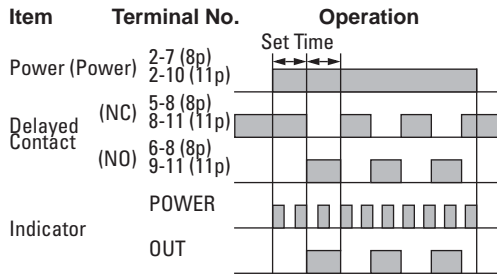 Item Terminal No. Operation
Set Time
Power (Power) 2-7 (8p)
2-10 (11p)
Delayed
Contact
(NC) 5-8 (8p)
8-11 (11p)
(NO) 6-8 (8p)
9-11 (11p)
Indicator
POWER
OUT